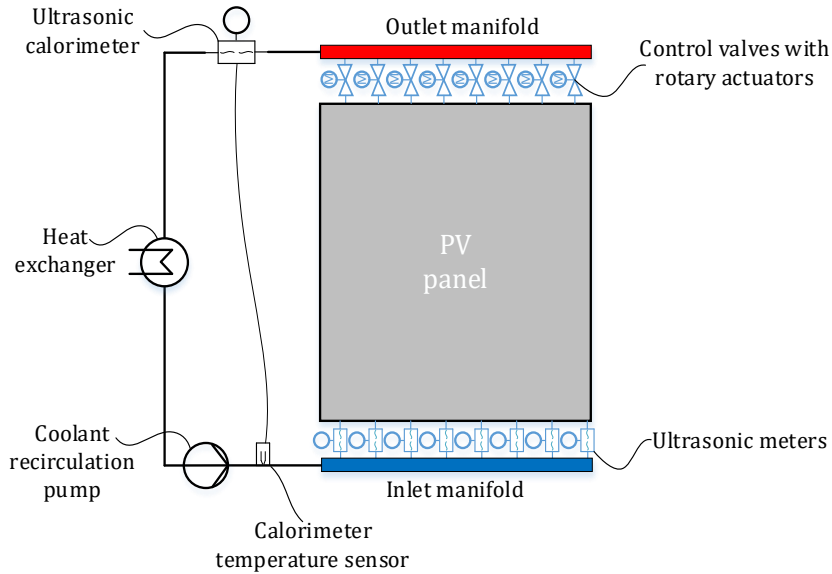 Ultrasonic
calorimeter
Outlet manifold
Control valves with
rotary actuators
M M M M M M M M
Heat
exchanger
PV
panel
Coolant
recirculation
pump
Ultrasonic meters
Inlet manifold
Calorimeter
temperature sensor